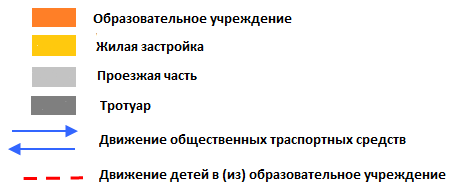 Образовательное учреждение
Жилая застройка
Проезжая часть
Тротуар
Движение общественных траспортных средств
Движение детей в (из) образовательное учреждение